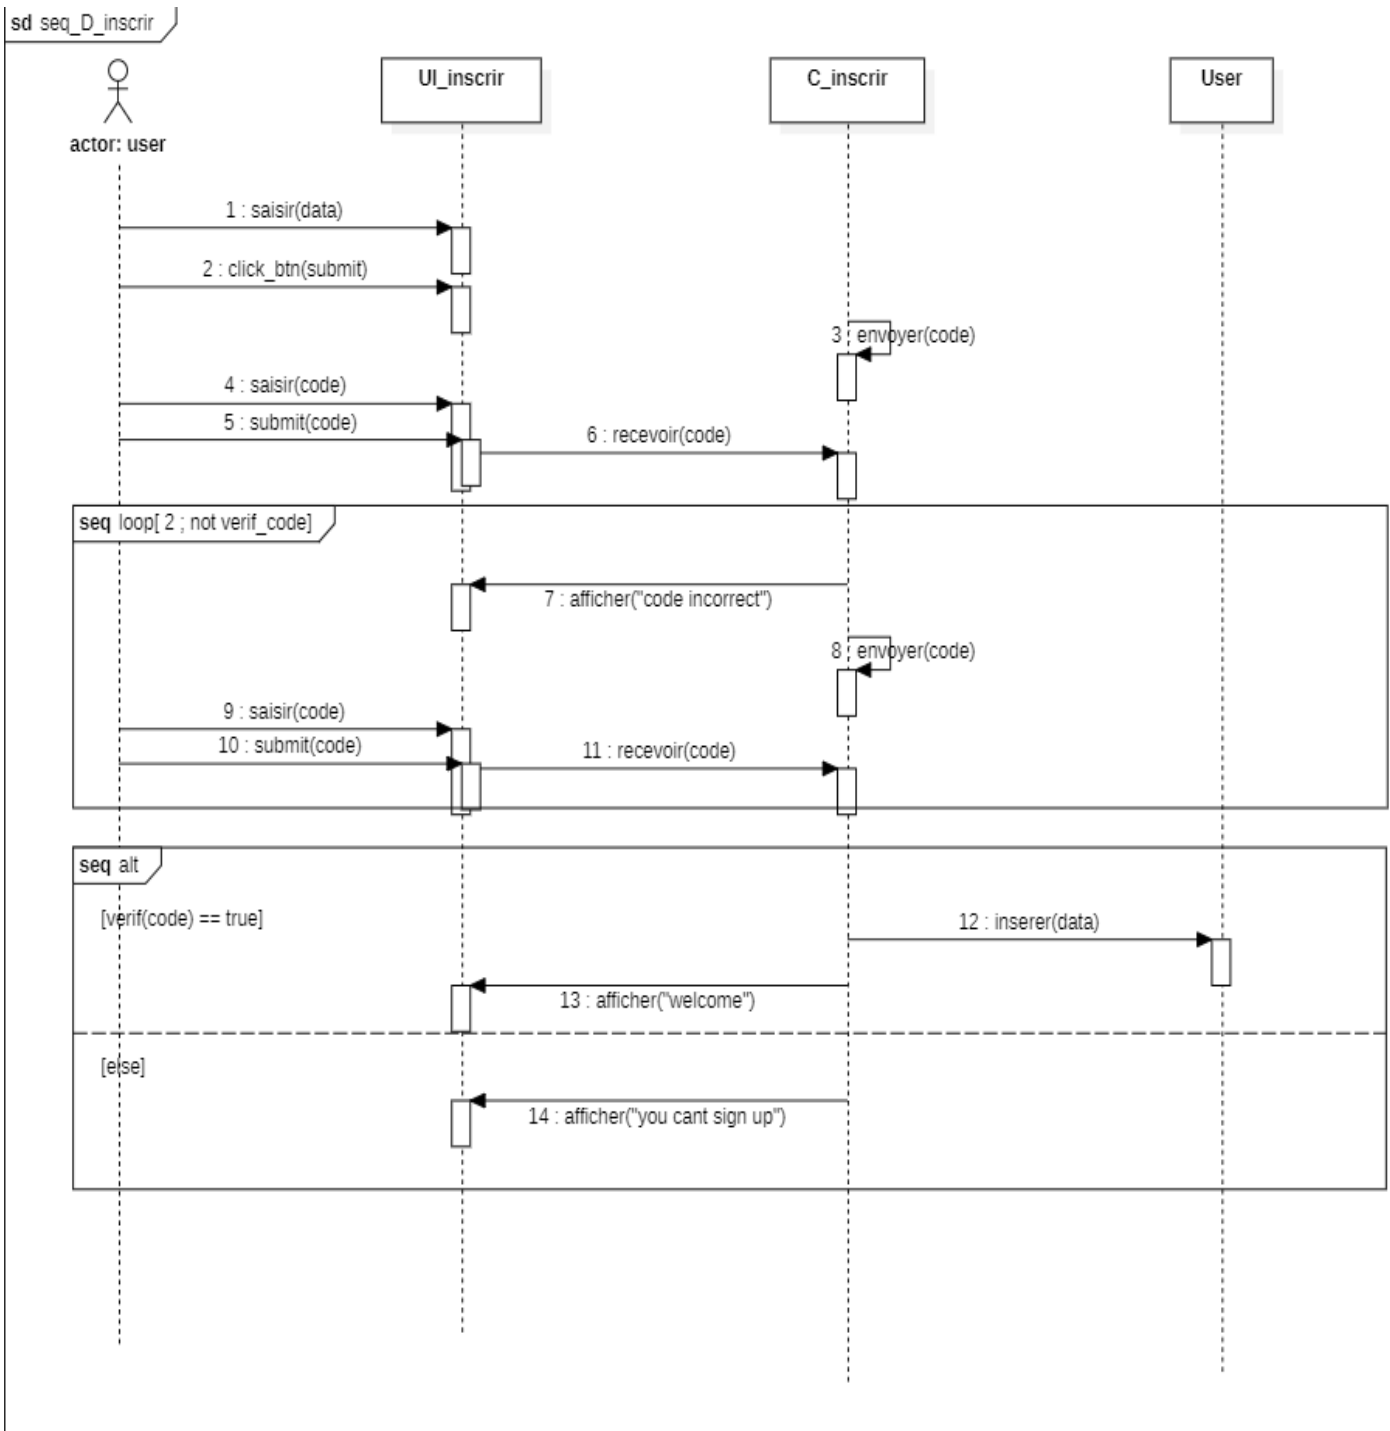 sd seq_D_inscrir
actor: user
UI_inscrir
C_inscrir
User
1 : saisir(data)
2 : click_btn(submit)
3 : envoyer(code)
4 : saisir(code)
5 : submit(code)
6 : recevoir(code)
seq loop[ 2 ; not verif_code]
7 : afficher("code incorrect")
8 : envoyer(code)
9 : saisir(code)
10 : submit(code)
11 : recevoir(code)
seq alt
[verif(code) == true]
12 : inserer(data)
13 : afficher("welcome")
[else]
14 : afficher("you cant sign up")